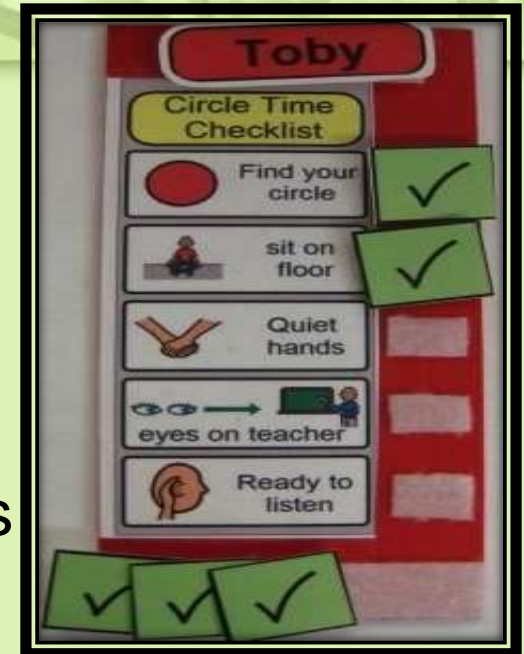 Toby
Circle Time
Checklist
Find your
circle
sit on
floor
Quiet
hands
eyes on teacher
Ready to
listen
s